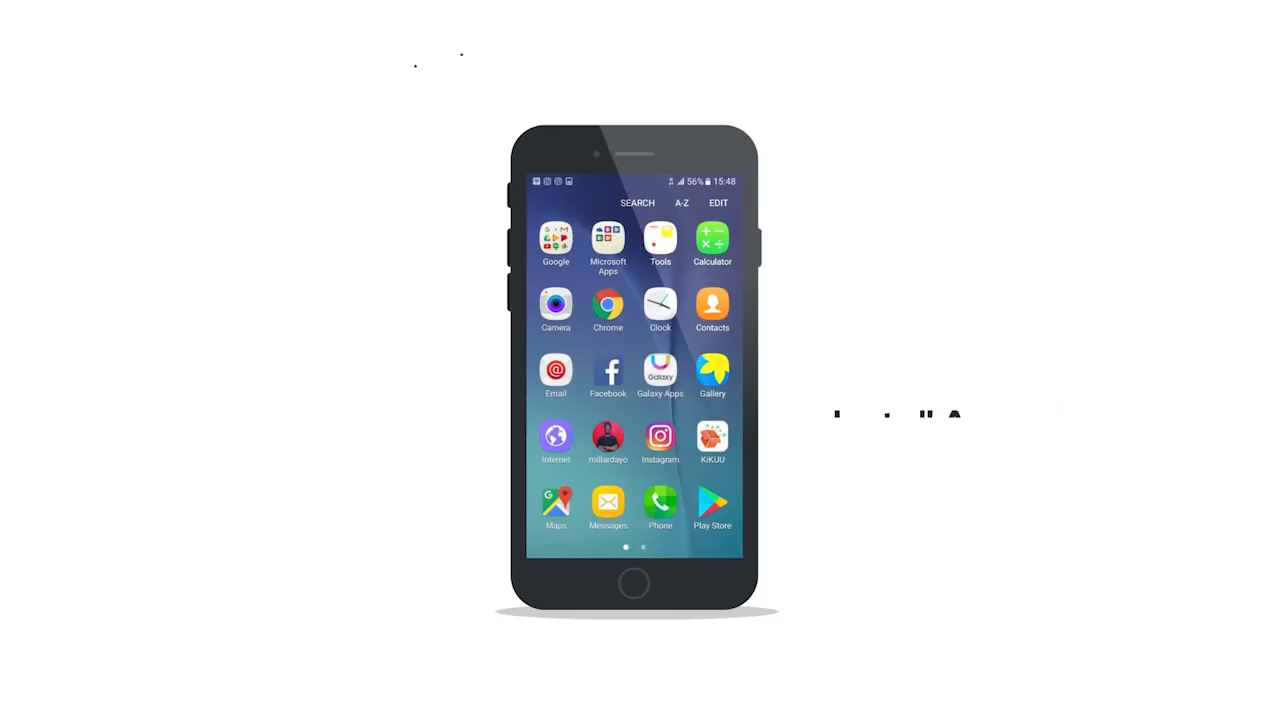 56% 15:48
SEARCH A-Z EDIT
Google Microsoft Apps Tools Calculator
Camera Chrome Clock Contacts
Galaxy
Email Facebook Galaxy Apps Gallery
Internet millardayo Instagram KiKUU
Maps Messages Phone Play Store